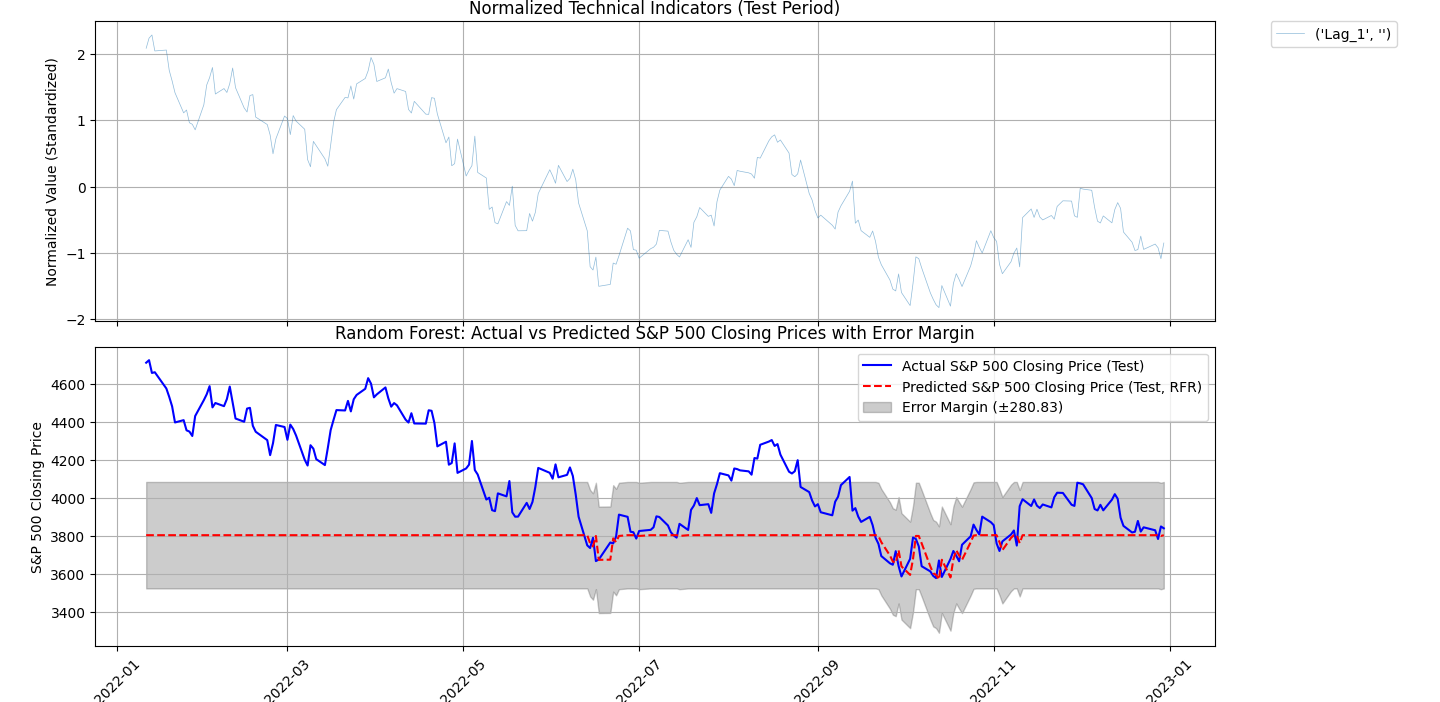 Normalized Technical Indicators (Test Period)
('Lag_1', '')
Normalized Value (Standardized)
2
1
0
−1
−2
Random Forest: Actual vs Predicted S&P 500 Closing Prices with Error Margin
Actual S&P 500 Closing Price (Test)
Predicted S&P 500 Closing Price (Test, RFR)
Error Margin (±280.83)
S&P 500 Closing Price
4600
4400
4200
4000
3800
3600
3400
2022-01
2022-03
2022-05
2022-07
2022-09
2022-11
2023-01